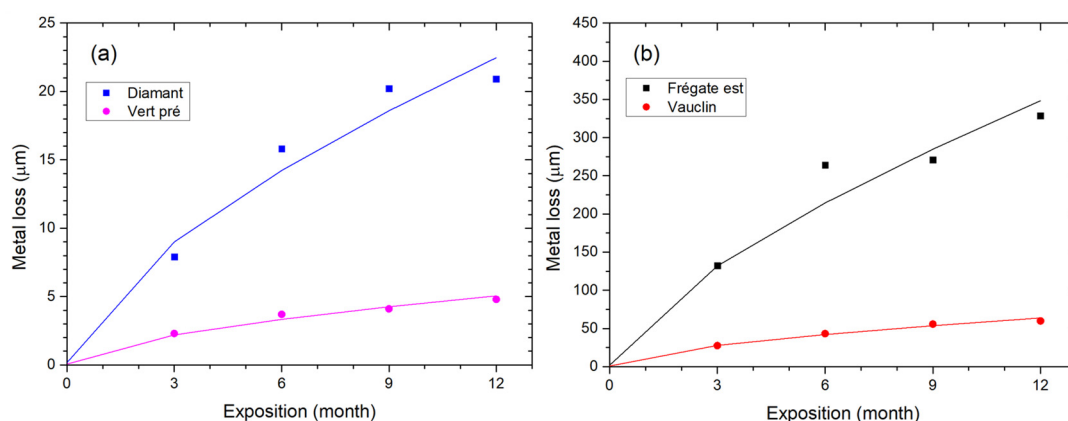 (a)
Diamant
Vert pré
25
20
15
10
5
0
0
3
6
9
12
Metal loss (μm)
Exposition (month)
(b)
Frégate est
Vauclin
450
400
350
300
250
200
150
100
50
0
0
3
6
9
12
Metal loss (μm)
Exposition (month)